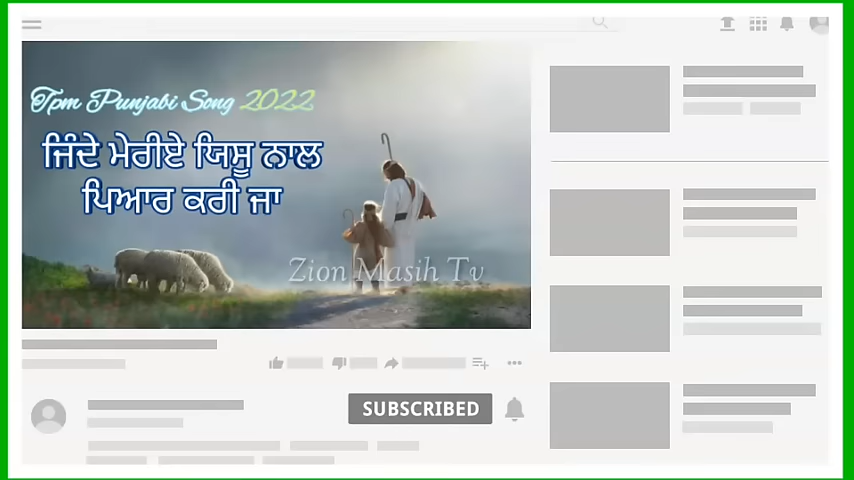 Tpm Punjabi Song 2022
ਜਿੰਦੇ ਮੇਰੀਏ ਯਿਸੂ ਨਾਲ
ਪਿਆਰ ਕਰੀ ਜਾ
Zion Masih Tv
SUBSCRIBED